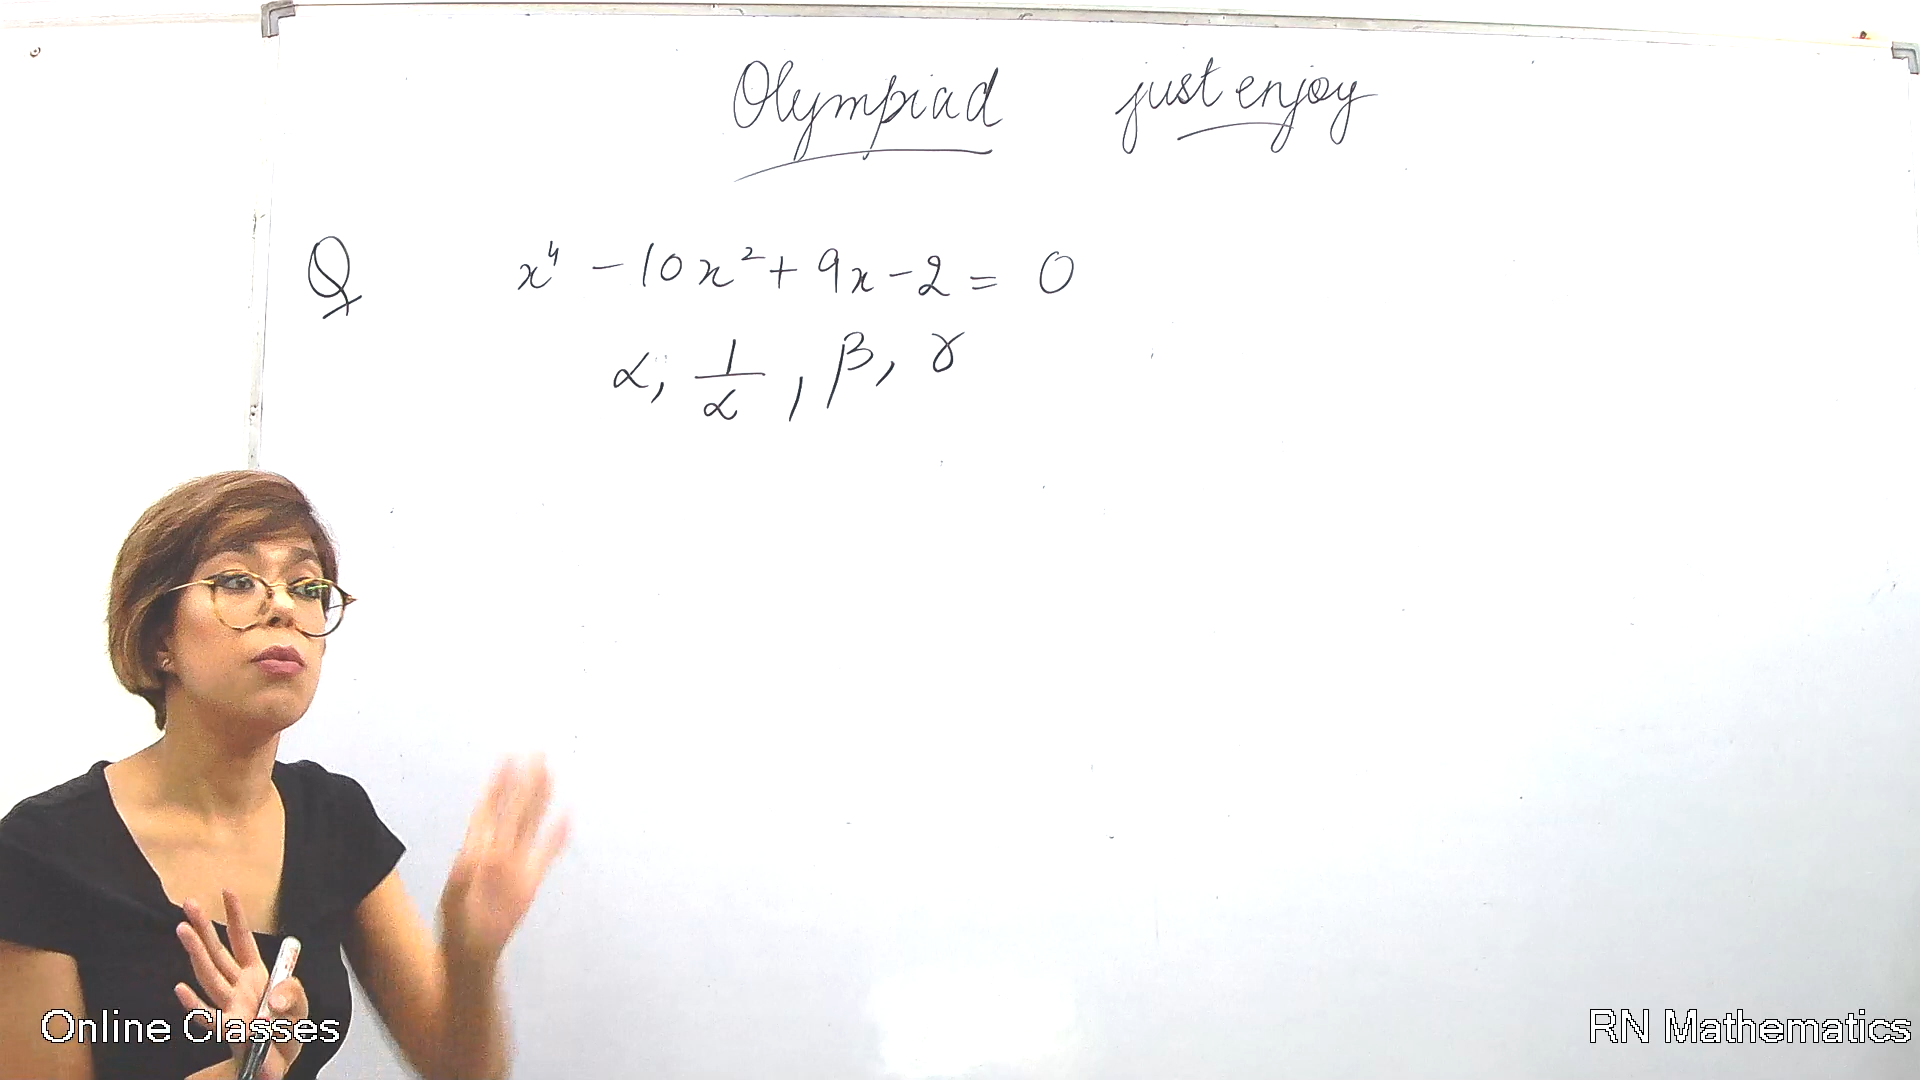 Olympiad just enjoy
Q x⁴ - 10x² + 9x - 2 = 0
α, 1/α, β, γ
Online Classes RN Mathematics